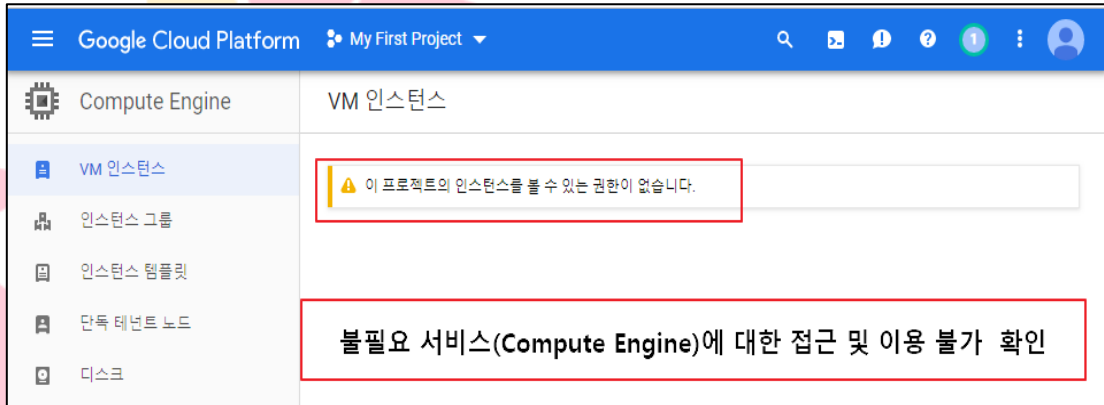 Google Cloud Platform My First Project 1
Compute Engine VM 인스턴스
VM 인스턴스
이 프로젝트의 인스턴스를 볼 수 있는 권한이 없습니다.
인스턴스 그룹
인스턴스 템플릿
단독 테넌트 노드
불필요 서비스(Compute Engine)에 대한 접근 및 이용 불가 확인
디스크